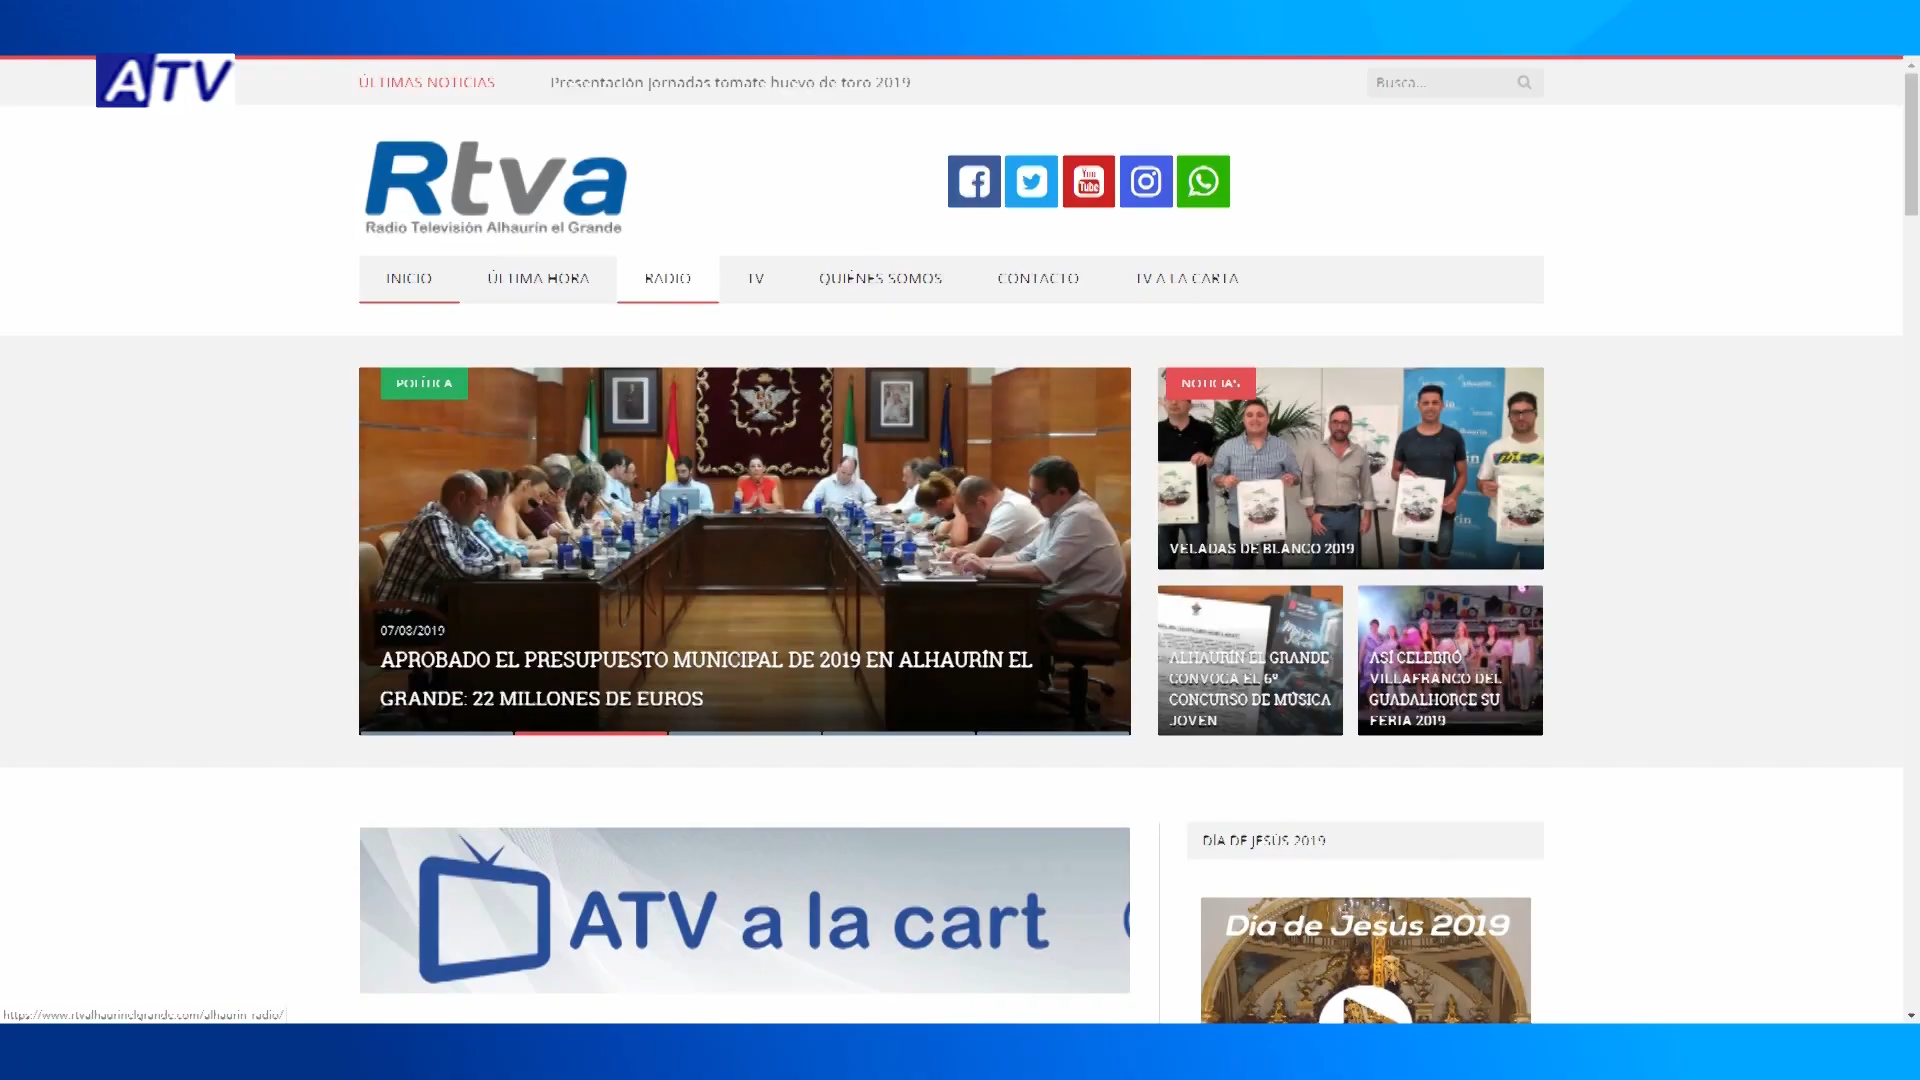 ATV
ÚLTIMAS NOTICIAS
Presentación jornadas tomate huevo de toro 2019
Busca...
Rtva
Radio Televisión Alhaurín el Grande
INICIO
ÚLTIMA HORA
RADIO
TV
QUIÉNES SOMOS
CONTACTO
TV A LA CARTA
POLÍTICA
NOTICIAS
VELADAS DE BLANCO 2019
07/08/2019
APROBADO EL PRESUPUESTO MUNICIPAL DE 2019 EN ALHAURÍN EL
GRANDE: 22 MILLONES DE EUROS
ALHAURÍN EL GRANDE
CONVOCA EL 6º
CONCURSO DE MÚSICA
JOVEN
ASÍ CELEBRÓ
VILLAFRANCO DEL
GUADALHORCE SU
FERIA 2019
ATV a la cart
DÍA DE JESÚS 2019
Dia de Jesús 2019
https://www.rtvalhaurinelgrande.com/alhaurin-radio/